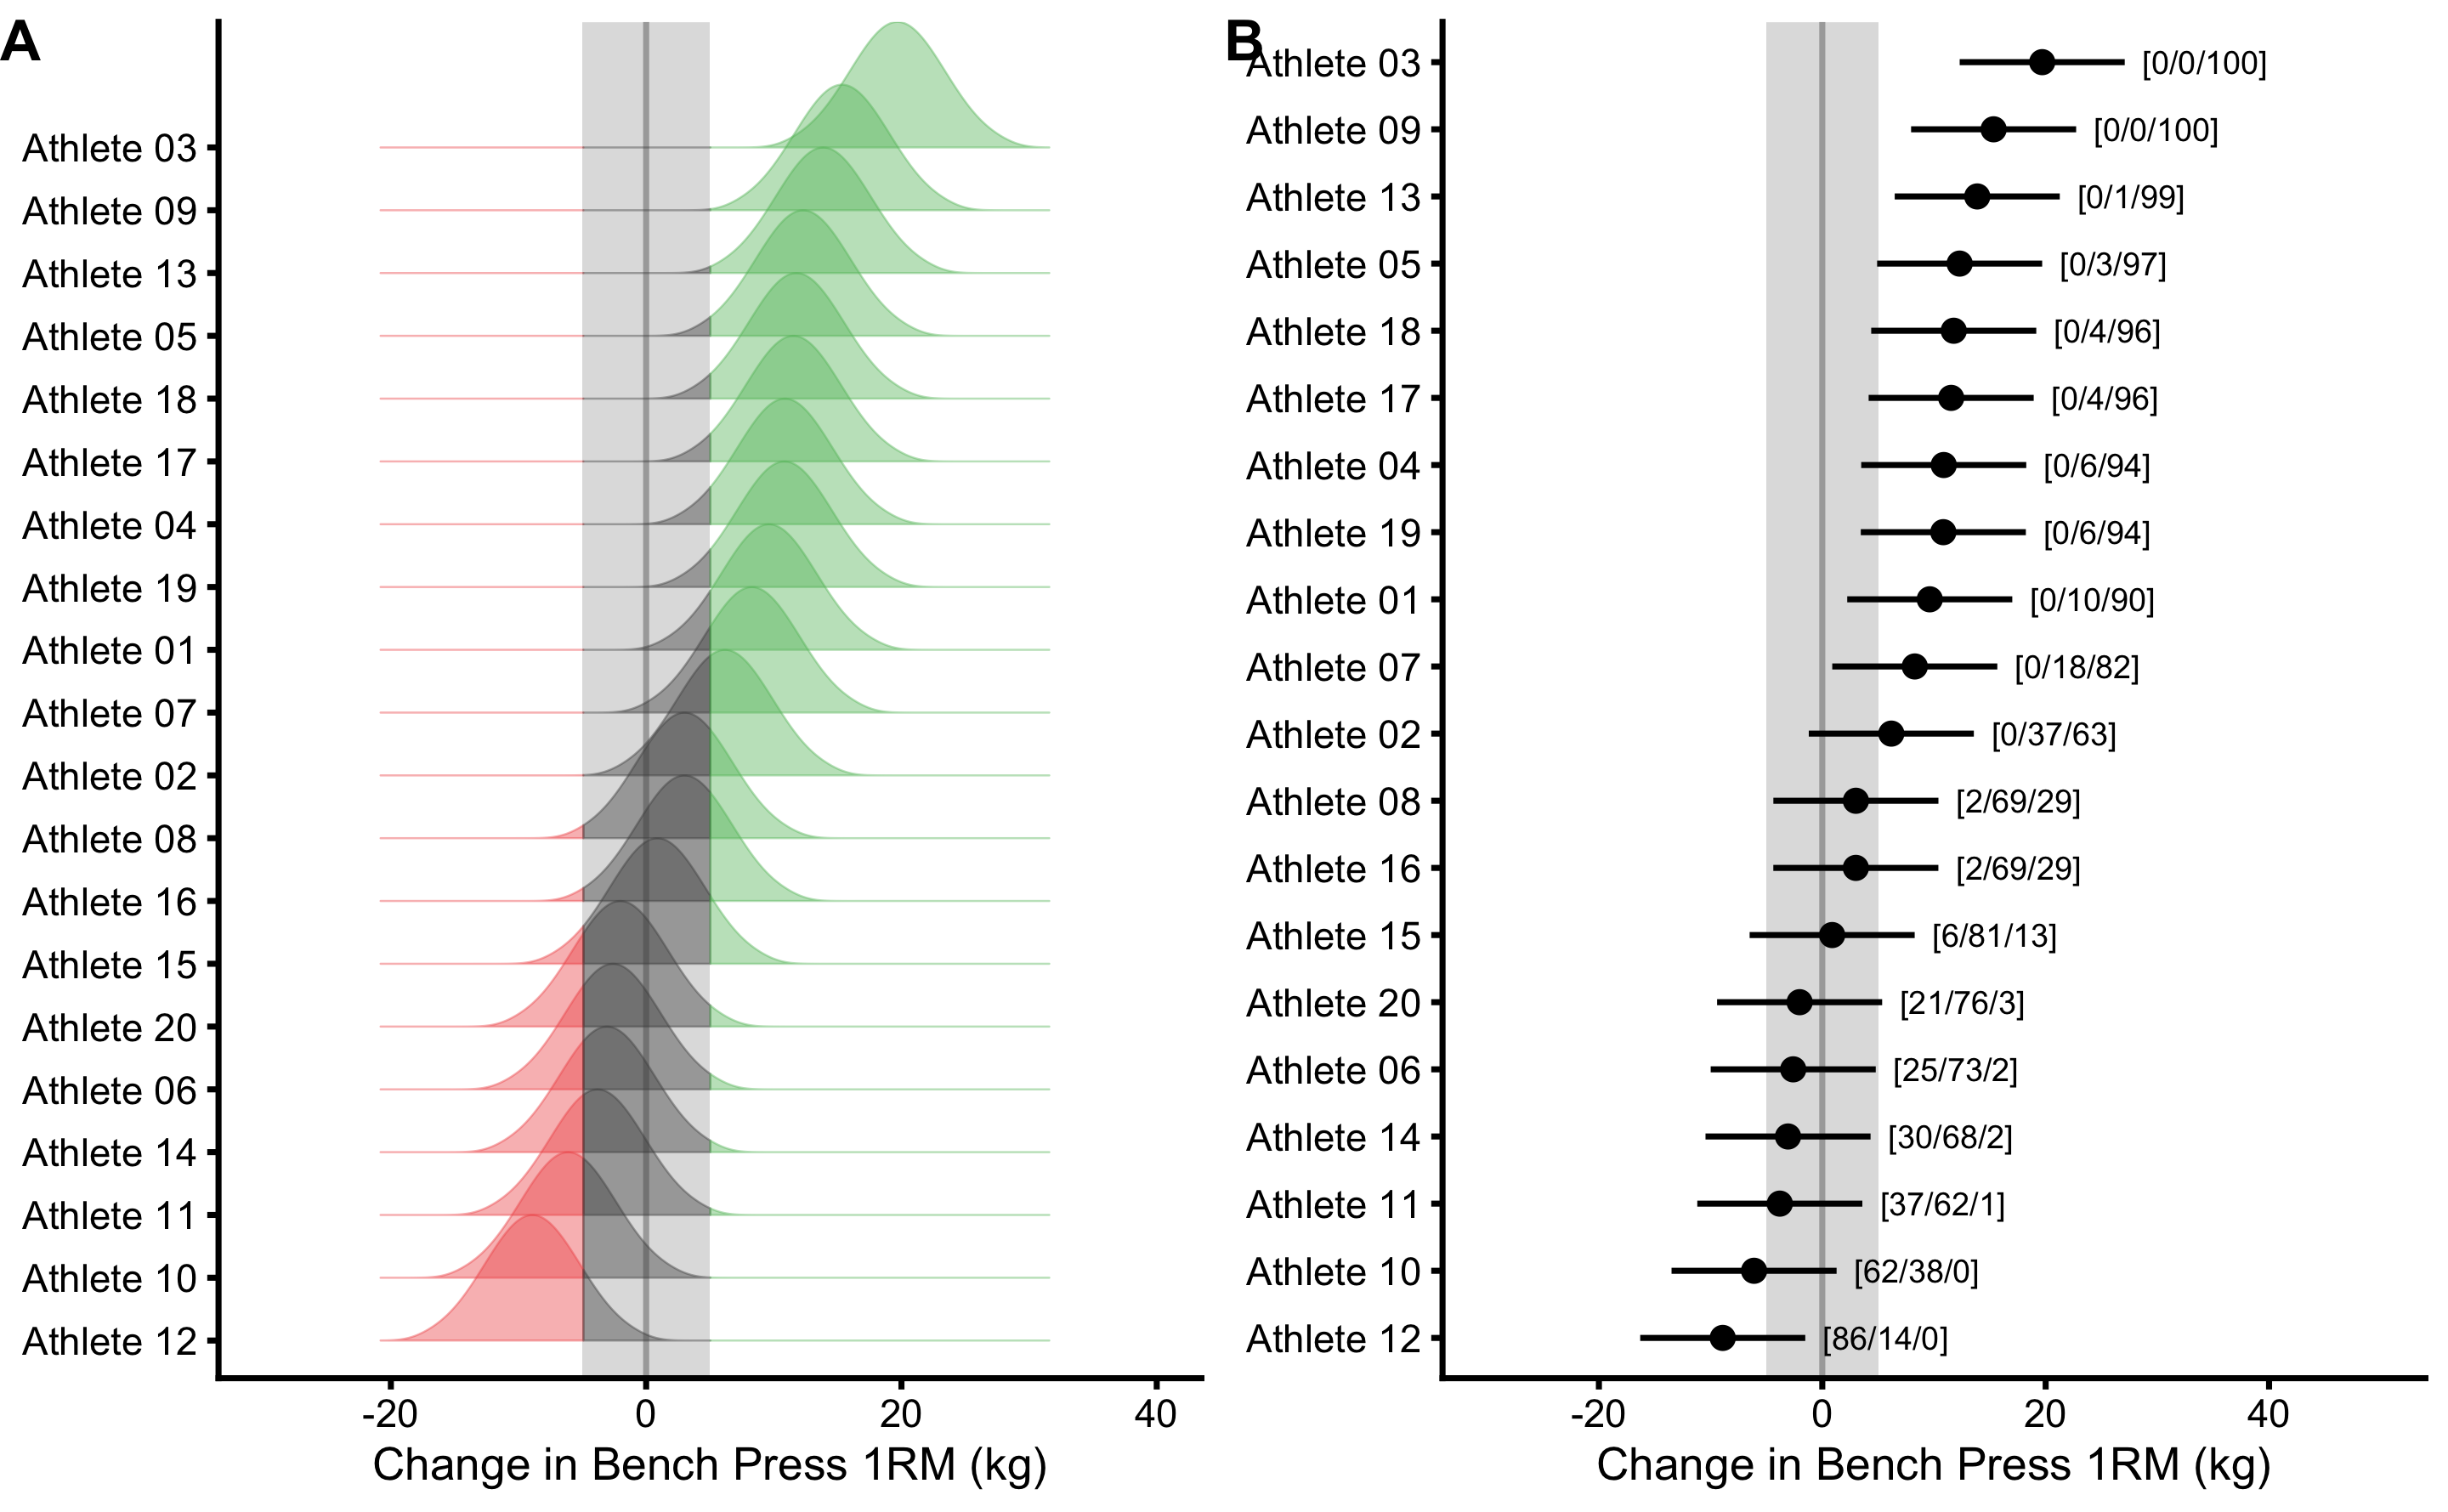 A
Athlete 03
Athlete 09
Athlete 13
Athlete 05
Athlete 18
Athlete 17
Athlete 04
Athlete 19
Athlete 01
Athlete 07
Athlete 02
Athlete 08
Athlete 16
Athlete 15
Athlete 20
Athlete 06
Athlete 14
Athlete 11
Athlete 10
Athlete 12
-20 0 20 40
Change in Bench Press 1RM (kg)
B
Athlete 03 [0/0/100]
Athlete 09 [0/0/100]
Athlete 13 [0/1/99]
Athlete 05 [0/3/97]
Athlete 18 [0/4/96]
Athlete 17 [0/4/96]
Athlete 04 [0/6/94]
Athlete 19 [0/6/94]
Athlete 01 [0/10/90]
Athlete 07 [0/18/82]
Athlete 02 [0/37/63]
Athlete 08 [2/69/29]
Athlete 16 [2/69/29]
Athlete 15 [6/81/13]
Athlete 20 [21/76/3]
Athlete 06 [25/73/2]
Athlete 14 [30/68/2]
Athlete 11 [37/62/1]
Athlete 10 [62/38/0]
Athlete 12 [86/14/0]
-20 0 20 40
Change in Bench Press 1RM (kg)